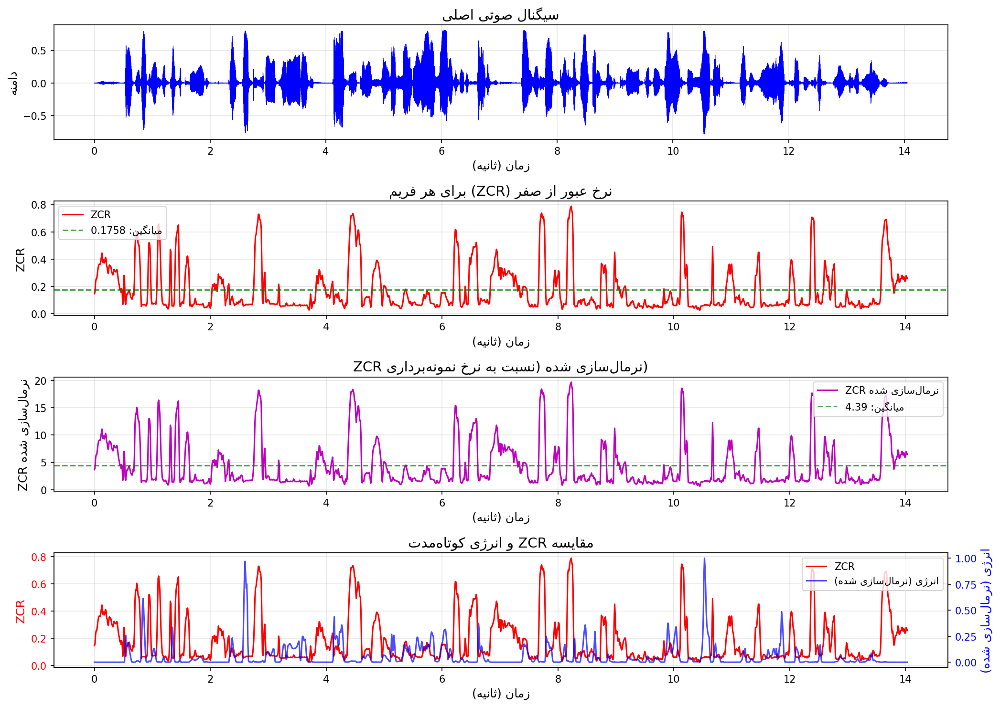 سیگنال صوتی اصلی
دامنه
0.5
0.0
−0.5
0 2 4 6 8 10 12 14
زمان (ثانیه)
نرخ عبور از صفر (ZCR) برای هر فریم
ZCR
0.8
0.6
0.4
0.2
0.0
ZCR
میانگین: 0.1758
0 2 4 6 8 10 12 14
زمان (ثانیه)
ZCR نرمال‌سازی شده (نسبت به نرخ نمونه‌برداری)
ZCR نرمال‌سازی شده
20
15
10
5
0
ZCR نرمال‌سازی شده
میانگین: 4.39
0 2 4 6 8 10 12 14
زمان (ثانیه)
مقایسه ZCR و انرژی کوتاه‌مدت
ZCR
0.8
0.6
0.4
0.2
0.0
ZCR
انرژی (نرمال‌سازی شده)
1.00
0.75
0.50
0.25
0.00
انرژی (نرمال‌سازی شده)
0 2 4 6 8 10 12 14
زمان (ثانیه)